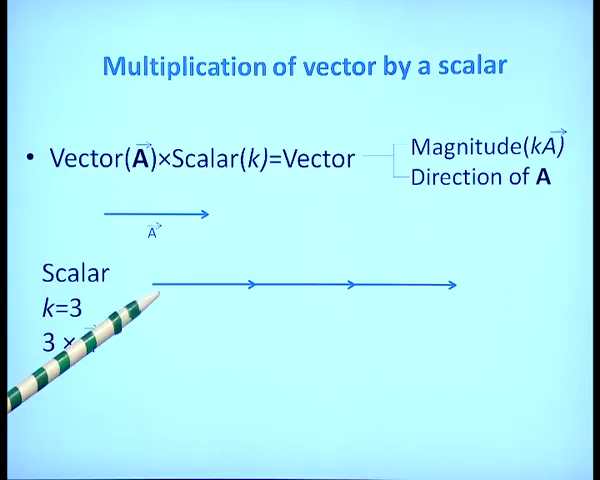 Multiplication of vector by a scalar
• Vector(A⃗)×Scalar(k)=Vector
Magnitude(kA⃗)
Direction of A
A⃗
Scalar
k=3
3 ×